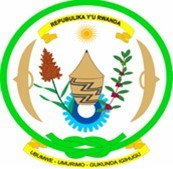 REPUBULIKA Y'U RWANDA
UBUMWE - UMURIMO - GUKUNDA IGIHUGU